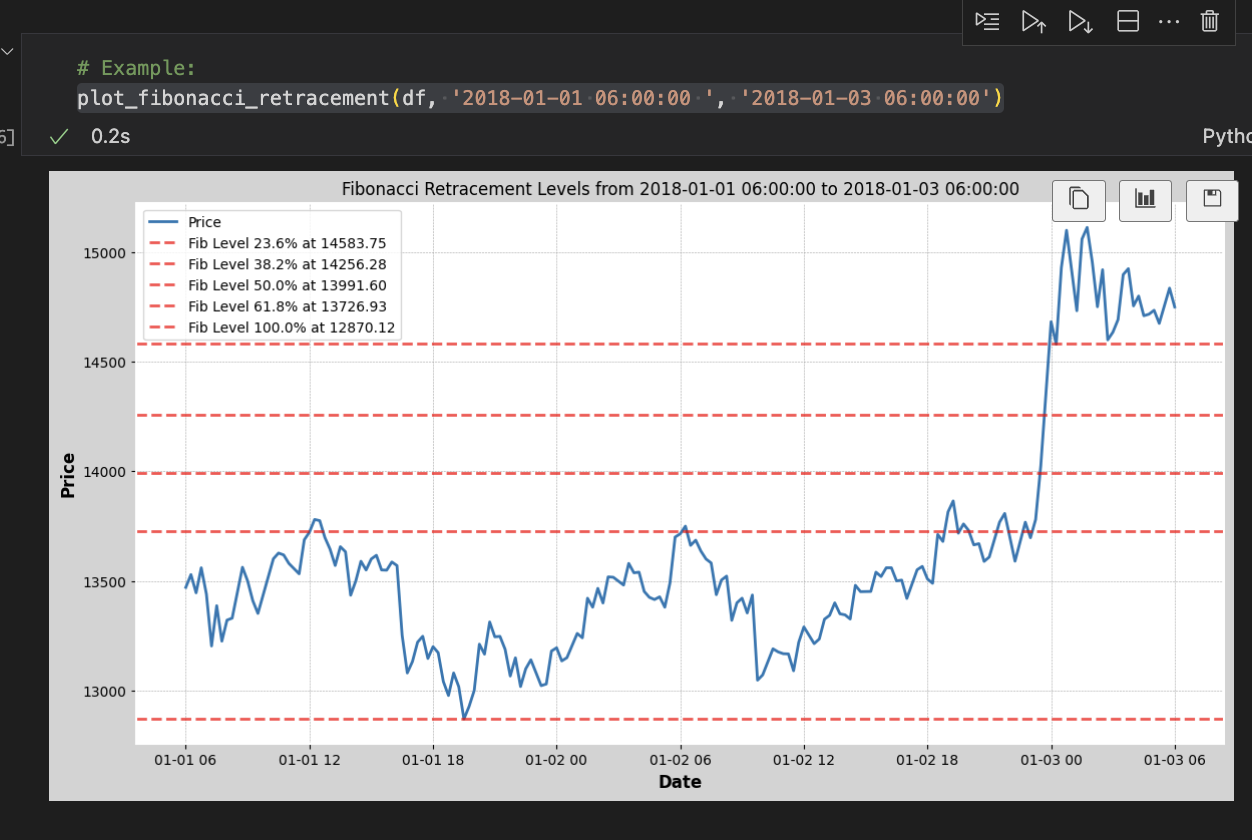 # Example:
plot_fibonacci_retracement(df, '2018-01-01 06:00:00 ', '2018-01-03 06:00:00')
6]
0.2s
Pytho
Fibonacci Retracement Levels from 2018-01-01 06:00:00 to 2018-01-03 06:00:00
Price
Fib Level 23.6% at 14583.75
Fib Level 38.2% at 14256.28
Fib Level 50.0% at 13991.60
Fib Level 61.8% at 13726.93
Fib Level 100.0% at 12870.12
15000
14500
14000
13500
13000
Price
01-01 06
01-01 12
01-01 18
01-02 00
01-02 06
01-02 12
01-02 18
01-03 00
01-03 06
Date